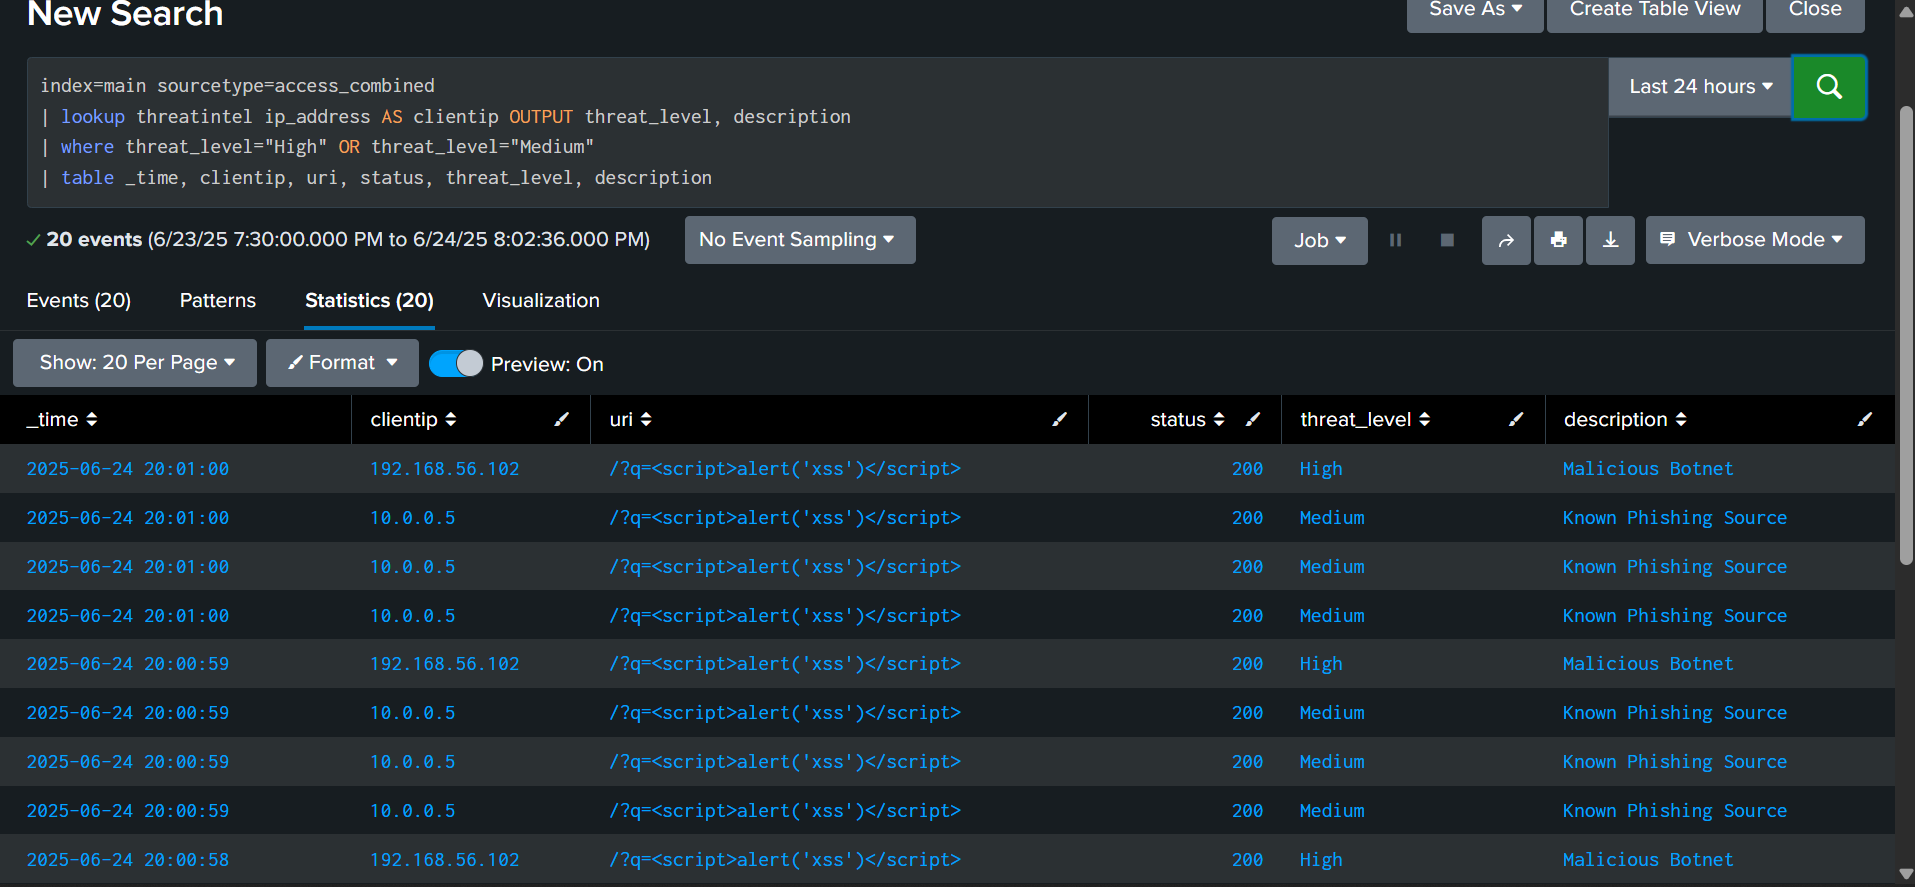 New Search
Save As
Create Table View
Close
index=main sourcetype=access_combined
| lookup threatintel ip_address AS clientip OUTPUT threat_level, description
| where threat_level="High" OR threat_level="Medium"
| table _time, clientip, uri, status, threat_level, description
Last 24 hours
20 events (6/23/25 7:30:00.000 PM to 6/24/25 8:02:36.000 PM)
No Event Sampling
Job
Verbose Mode
Events (20)
Patterns
Statistics (20)
Visualization
Show: 20 Per Page
Format
Preview: On
_time clientip uri status threat_level description
2025-06-24 20:01:00 192.168.56.102 /?q=<script>alert('xss')</script> 200 High Malicious Botnet
2025-06-24 20:01:00 10.0.0.5 /?q=<script>alert('xss')</script> 200 Medium Known Phishing Source
2025-06-24 20:01:00 10.0.0.5 /?q=<script>alert('xss')</script> 200 Medium Known Phishing Source
2025-06-24 20:01:00 10.0.0.5 /?q=<script>alert('xss')</script> 200 Medium Known Phishing Source
2025-06-24 20:00:59 192.168.56.102 /?q=<script>alert('xss')</script> 200 High Malicious Botnet
2025-06-24 20:00:59 10.0.0.5 /?q=<script>alert('xss')</script> 200 Medium Known Phishing Source
2025-06-24 20:00:59 10.0.0.5 /?q=<script>alert('xss')</script> 200 Medium Known Phishing Source
2025-06-24 20:00:59 10.0.0.5 /?q=<script>alert('xss')</script> 200 Medium Known Phishing Source
2025-06-24 20:00:58 192.168.56.102 /?q=<script>alert('xss')</script> 200 High Malicious Botnet